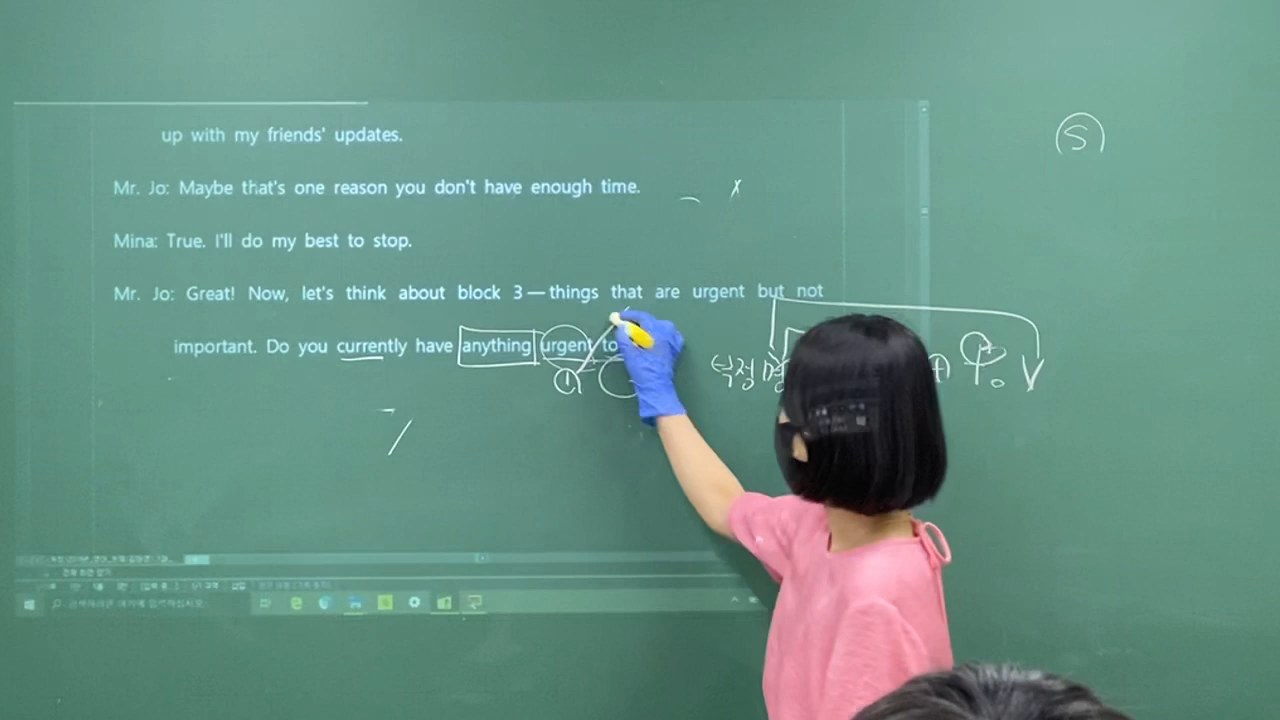 up with my friends' updates.
Mr. Jo: Maybe that's one reason you don't have enough time.
Mina: True. I'll do my best to stop.
Mr. Jo: Great! Now, let's think about block 3—things that are urgent but not
important. Do you currently have anything urgent to
①
S